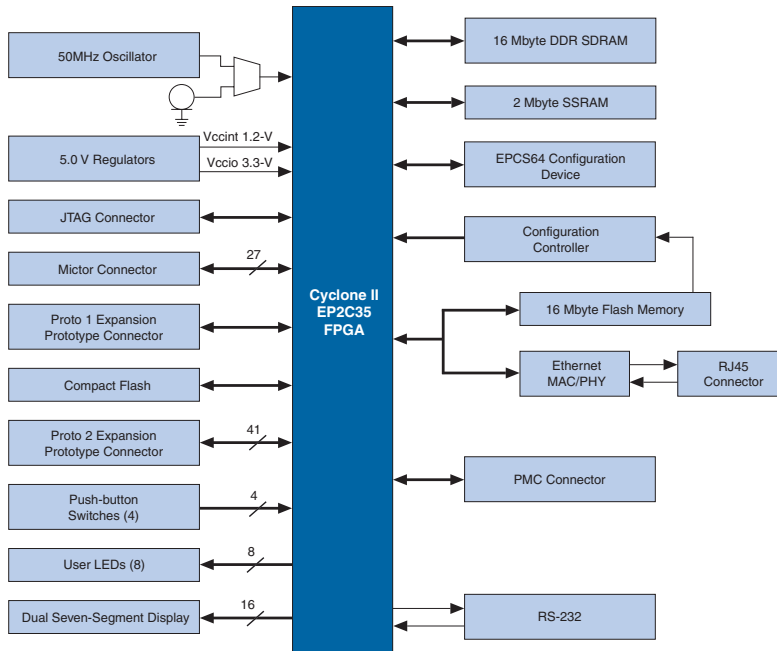 50MHz Oscillator
5.0 V Regulators
Vccint 1.2-V
Vccio 3.3-V
JTAG Connector
Mictor Connector
27
Proto 1 Expansion
Prototype Connector
Compact Flash
Proto 2 Expansion
Prototype Connector
41
Push-button
Switches (4)
4
User LEDs (8)
8
Dual Seven-Segment Display
16
Cyclone II
EP2C35
FPGA
16 Mbyte DDR SDRAM
2 Mbyte SSRAM
EPCS64 Configuration
Device
Configuration
Controller
16 Mbyte Flash Memory
Ethernet
MAC/PHY
RJ45
Connector
PMC Connector
RS-232